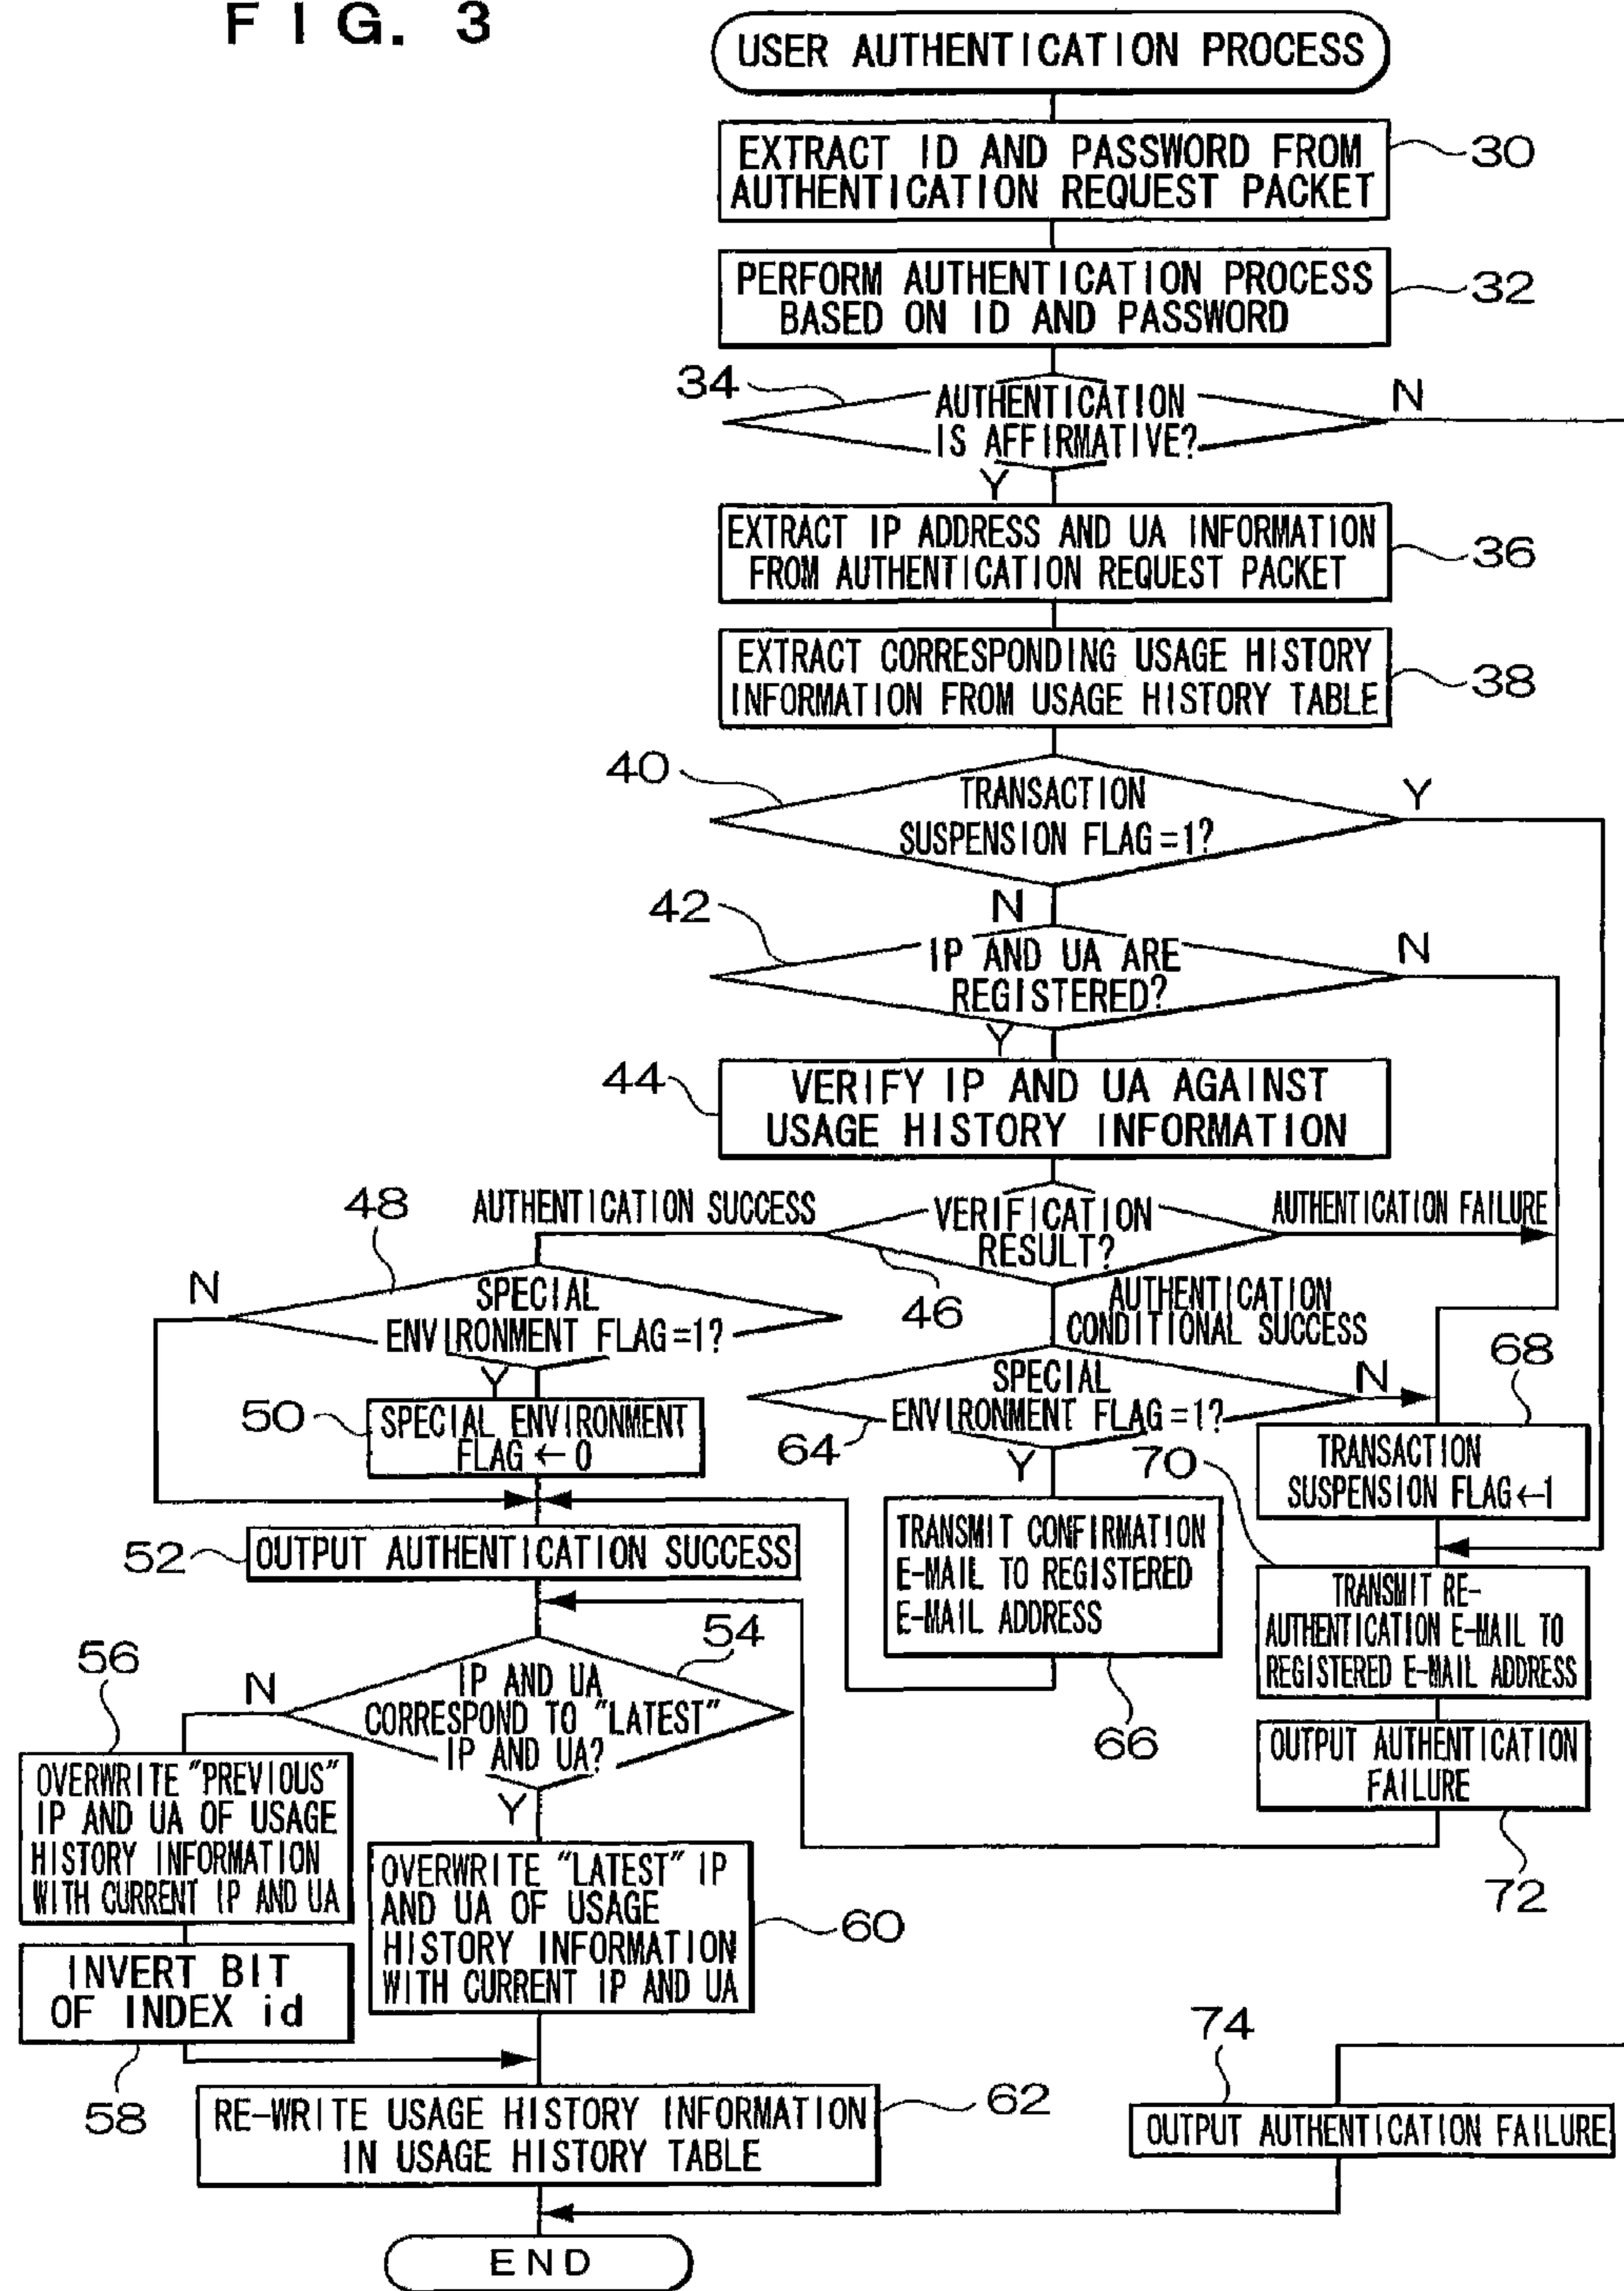 FIG. 3
USER AUTHENTICATION PROCESS
EXTRACT ID AND PASSWORD FROM
AUTHENTICATION REQUEST PACKET
30
PERFORM AUTHENTICATION PROCESS
BASED ON ID AND PASSWORD
32
34
AUTHENTICATION
IS AFFIRMATIVE?
N
Y
EXTRACT IP ADDRESS AND UA INFORMATION
FROM AUTHENTICATION REQUEST PACKET
36
EXTRACT CORRESPONDING USAGE HISTORY
INFORMATION FROM USAGE HISTORY TABLE
38
40
TRANSACTION
SUSPENSION FLAG=1?
Y
N
42
IP AND UA ARE
REGISTERED?
N
Y
44
VERIFY IP AND UA AGAINST
USAGE HISTORY INFORMATION
AUTHENTICATION SUCCESS
VERIFICATION
RESULT?
AUTHENTICATION FAILURE
46
AUTHENTICATION
CONDITIONAL SUCCESS
48
N
SPECIAL
ENVIRONMENT FLAG=1?
Y
50
SPECIAL ENVIRONMENT
FLAG ← 0
64
SPECIAL
ENVIRONMENT FLAG=1?
N
Y
68
TRANSACTION
SUSPENSION FLAG←1
52
OUTPUT AUTHENTICATION SUCCESS
TRANSMIT CONFIRMATION
E-MAIL TO REGISTERED
E-MAIL ADDRESS
66
70
TRANSMIT RE-
AUTHENTICATION E-MAIL TO
REGISTERED E-MAIL ADDRESS
OUTPUT AUTHENTICATION
FAILURE
72
54
IP AND UA
CORRESPOND TO "LATEST"
IP AND UA?
N
Y
56
OVERWRITE "PREVIOUS"
IP AND UA OF USAGE
HISTORY INFORMATION
WITH CURRENT IP AND UA
INVERT BIT
OF INDEX id
58
OVERWRITE "LATEST" IP
AND UA OF USAGE
HISTORY INFORMATION
WITH CURRENT IP AND UA
60
RE-WRITE USAGE HISTORY INFORMATION
IN USAGE HISTORY TABLE
62
74
OUTPUT AUTHENTICATION FAILURE
END